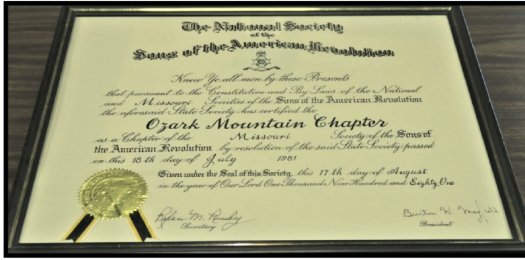 The National Society
of the
Sons of the American Revolution
Know Ye all men by these Presents
that pursuant to the Constitution and By-Laws of the National
and Missouri Societies of the Sons of the American Revolution
the aforesaid State Society has certified the
Ozark Mountain Chapter
as a Chapter of the Missouri Society of the Sons of
the American Revolution by resolution of the said State Society passed
on this 18 th day of July 1981
Given under the Seal of this Society, this 17 th day of August
in the year of Our Lord One Thousand Nine Hundred and Eighty One
Secretary
President